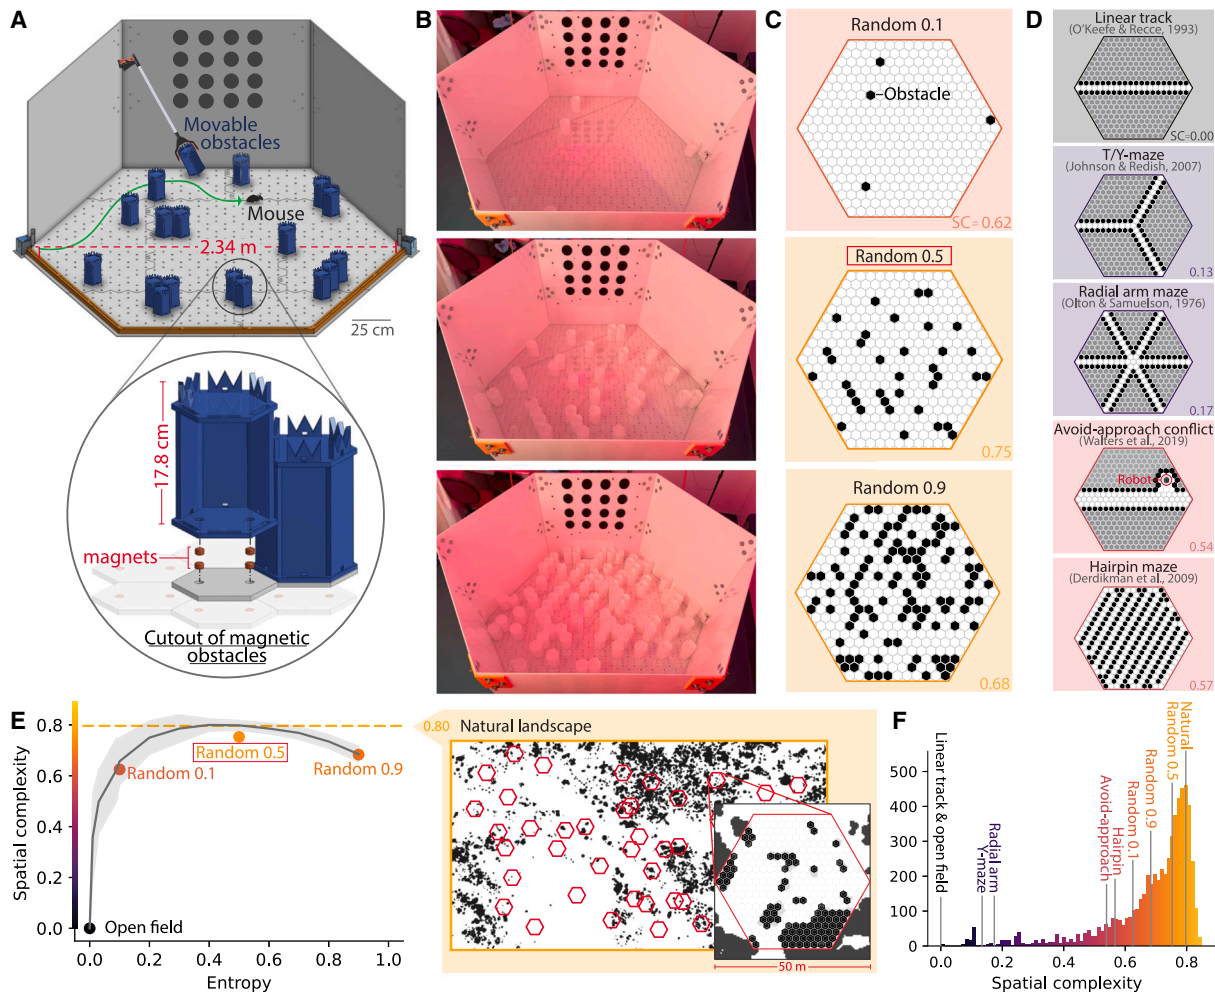 A
Movable
obstacles
Mouse
2.34 m
25 cm
17.8 cm
magnets
Cutout of magnetic
obstacles
B
C
Random 0.1
Obstacle
SC = 0.62
Random 0.5
0.75
Random 0.9
0.68
D
Linear track
(O'Keefe & Recce, 1993)
SC=0.00
T/Y-maze
(Johnson & Redish, 2007)
0.13
Radial arm maze
(Olton & Samuelson, 1976)
0.17
Avoid-approach conflict
(Walters et al., 2019)
Robot
0.54
Hairpin maze
(Derdikman et al., 2009)
0.57
E
Spatial complexity
0.8
0.6
0.4
0.2
0.0
Random 0.1
Random 0.5
Random 0.9
Open field
0.0 0.2 0.4 0.6 0.8 1.0
Entropy
0.80
Natural landscape
50 m
F
500
400
300
200
100
0
Linear track & open field
Y-maze
Radial arm
Avoid-approach
Hairpin
Random 0.1
Random 0.9
Random 0.5
Natural
0.0 0.2 0.4 0.6 0.8
Spatial complexity